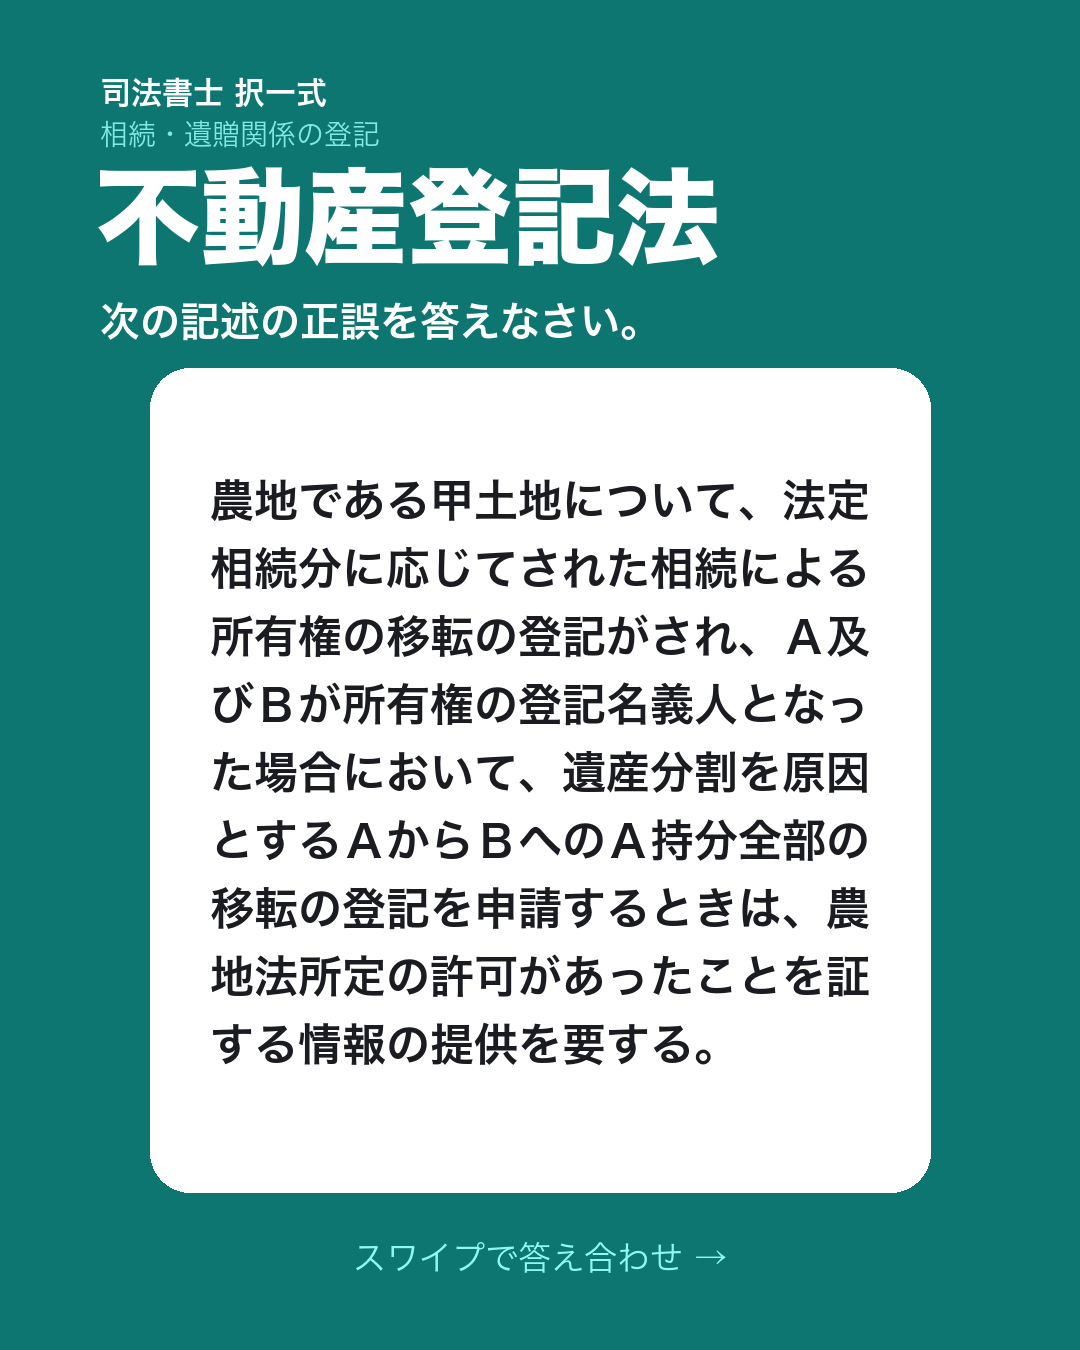 司法書士 択一式
相続・遺贈関係の登記
不動産登記法
次の記述の正誤を答えなさい。
農地である甲土地について、法定
相続分に応じてされた相続による
所有権の移転の登記がされ、Ａ及
びＢが所有権の登記名義人となっ
た場合において、遺産分割を原因
とするＡからＢへのＡ持分全部の
移転の登記を申請するときは、農
地法所定の許可があったことを証
する情報の提供を要する。
スワイプで答え合わせ →